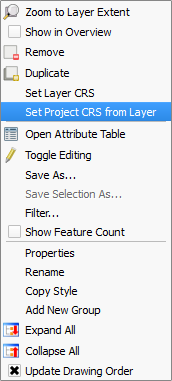 Zoom to Layer Extent
Show in Overview
Remove
Duplicate
Set Layer CRS
Set Project CRS from Layer
Open Attribute Table
Toggle Editing
Save As...
Save Selection As...
Filter...
Show Feature Count
Properties
Rename
Copy Style
Add New Group
Expand All
Collapse All
Update Drawing Order